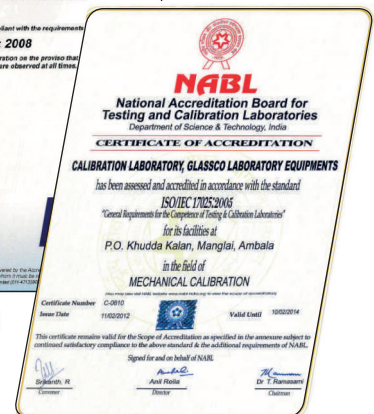 liant with the requirements
: 2008
ration on the proviso that
re observed at all times.
NABL
National Accreditation Board for
Testing and Calibration Laboratories
Department of Science & Technology, India
CERTIFICATE OF ACCREDITATION
CALIBRATION LABORATORY, GLASSCO LABORATORY EQUIPMENTS
has been assessed and accredited in accordance with the standard
ISO/IEC 17025:2005
"General Requirements for the Competence of Testing & Calibration Laboratories"
for its facilities at
P.O. Khudda Kalan, Manglai, Ambala
in the field of
MECHANICAL CALIBRATION
Certificate Number C-0610
Issue Date 11/02/2012
Valid Until 10/02/2014
This certificate remains valid for the Scope of Accreditation as specified in the annexure subject to
continued satisfactory compliance to the above standard & the additional requirements of NABL.
Signed for and on behalf of NABL
Srikanth. R
Anil Relia
Dr T. Ramasami
Convenor
Director
Chairman